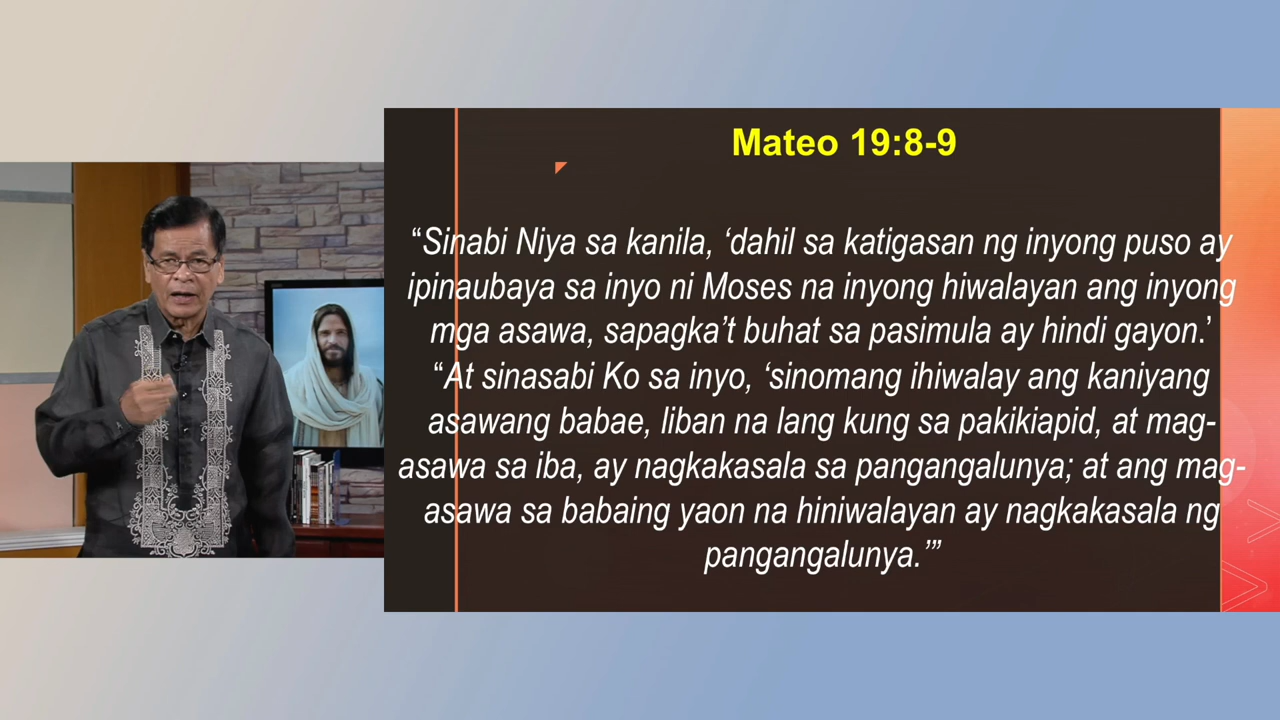 Mateo 19:8-9
“Sinabi Niya sa kanila, ‘dahil sa katigasan ng inyong puso ay
ipinaubaya sa inyo ni Moses na inyong hiwalayan ang inyong
mga asawa, sapagka’t buhat sa pasimula ay hindi gayon.’
“At sinasabi Ko sa inyo, ‘sinomang ihiwalay ang kaniyang
asawang babae, liban na lang kung sa pakikiapid, at mag-
asawa sa iba, ay nagkakasala sa pangangalunya; at ang mag-
asawa sa babaing yaon na hiniwalayan ay nagkakasala ng
pangangalunya.’”